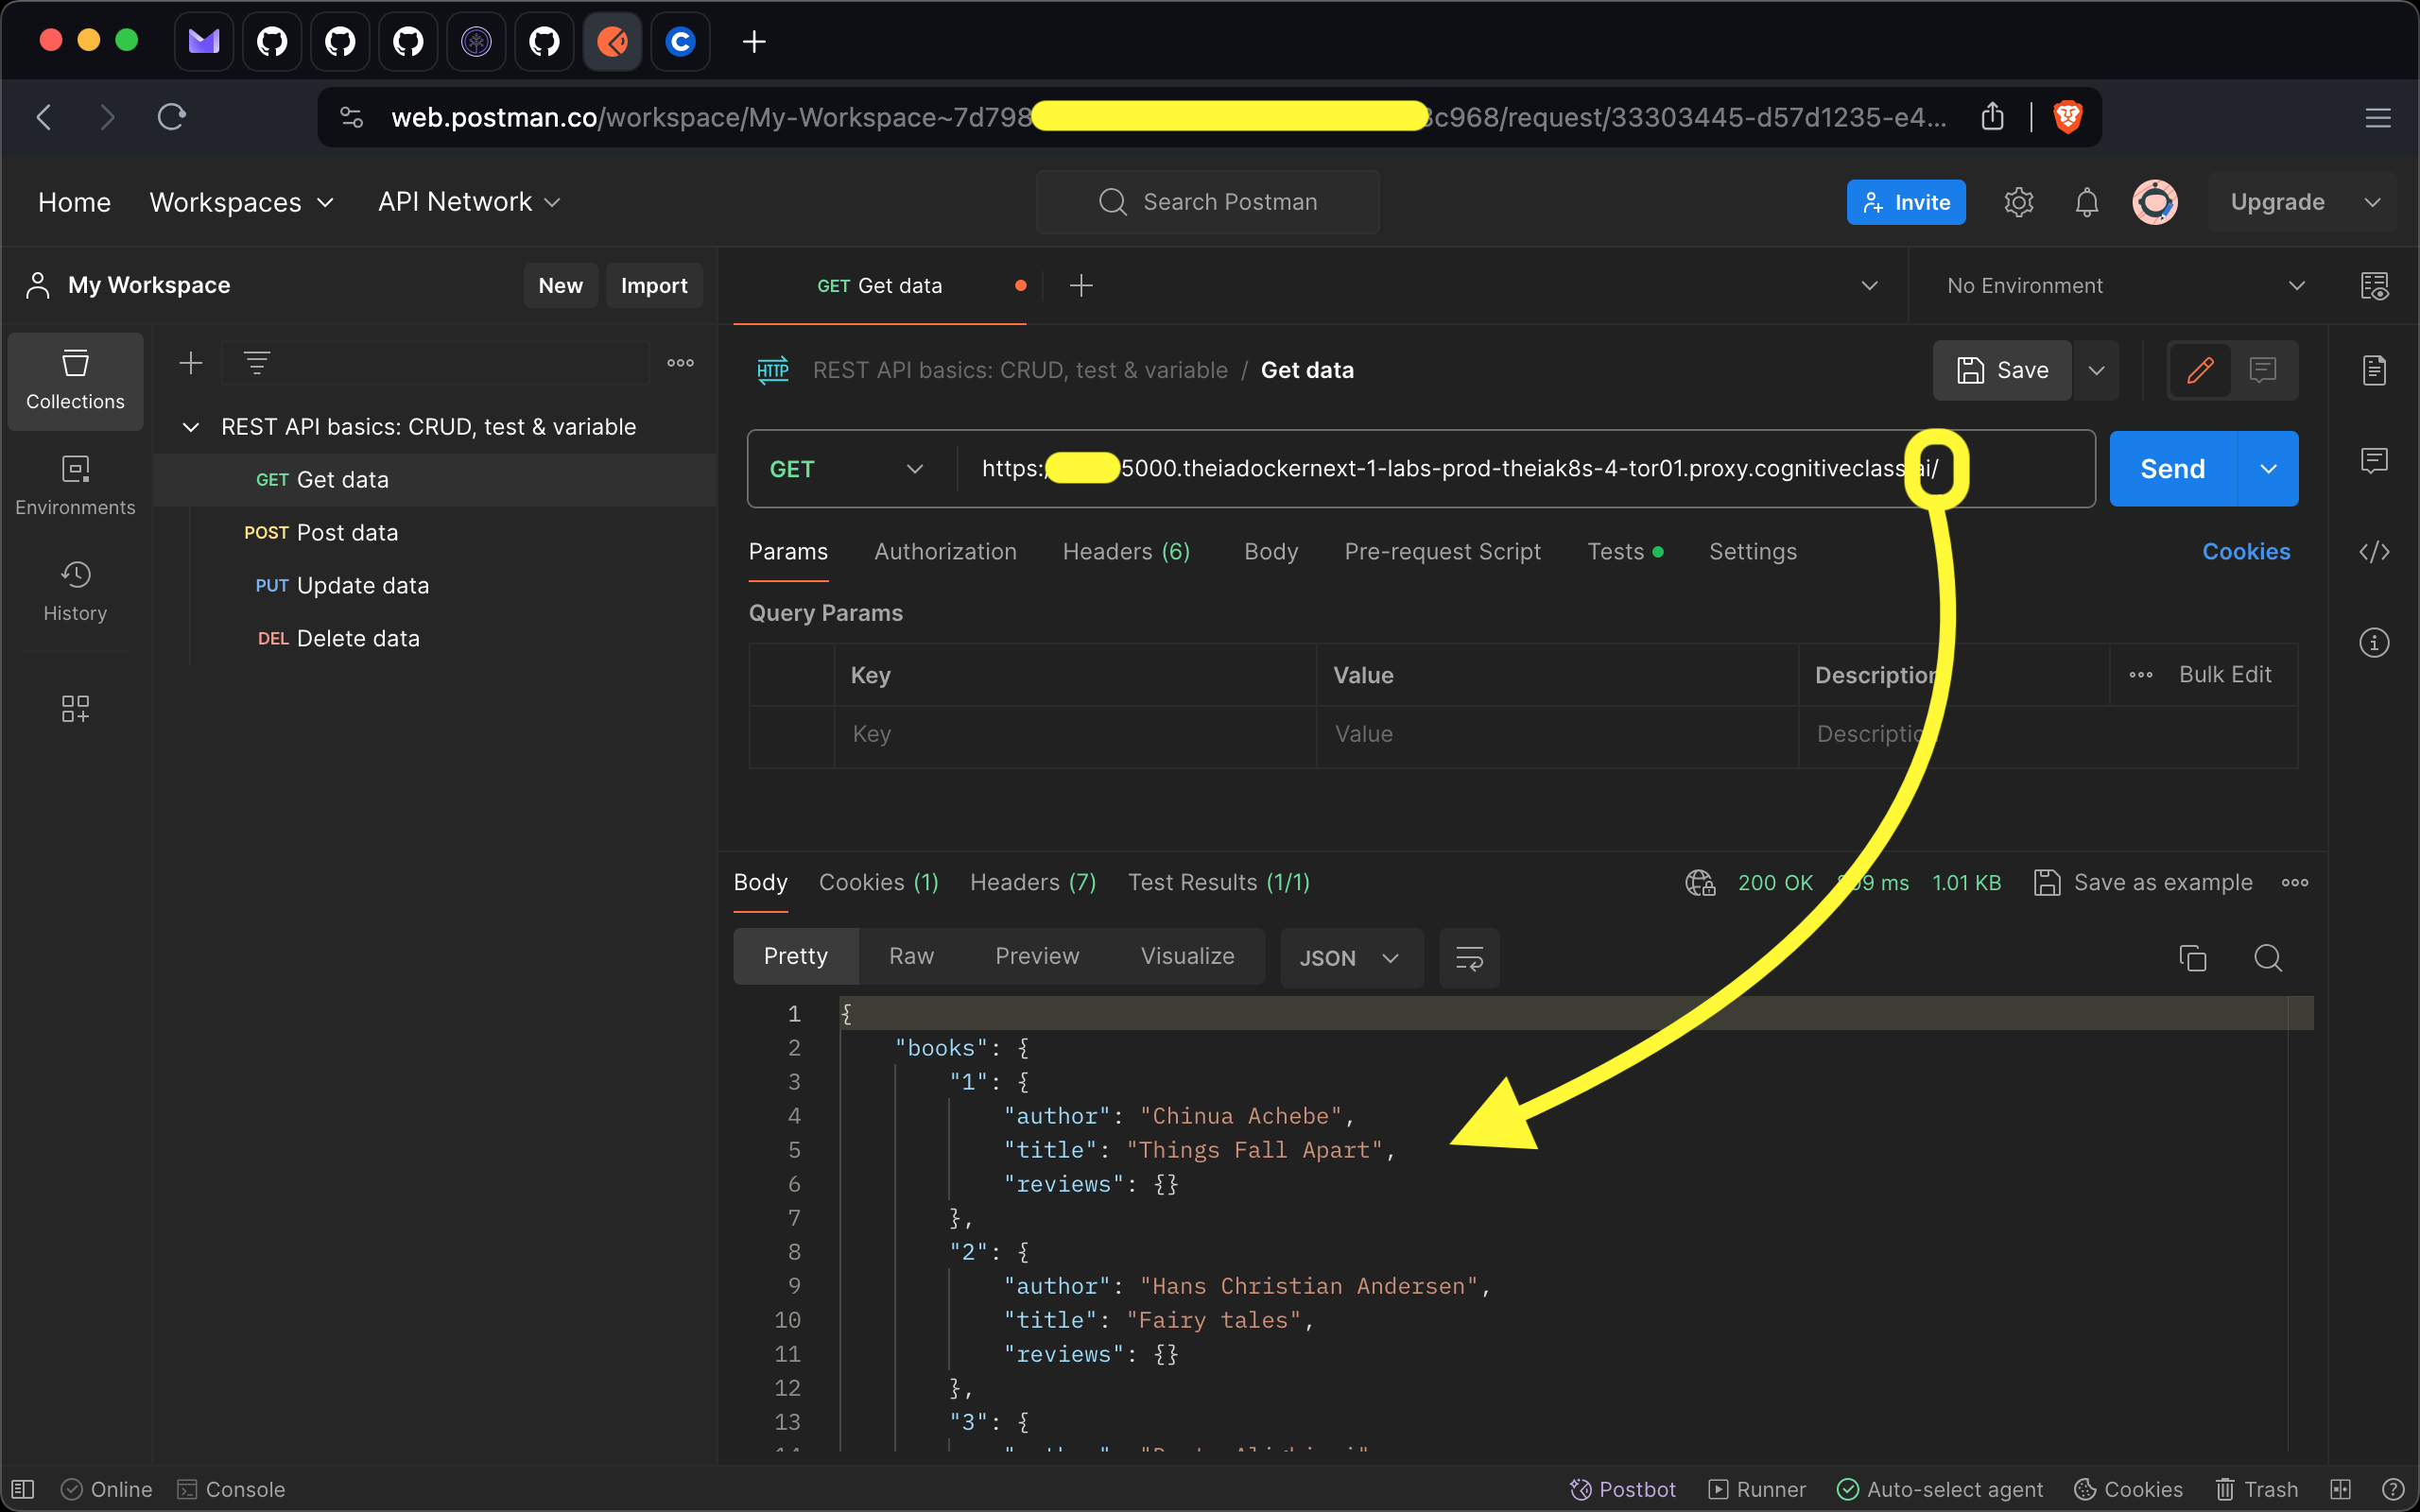 web.postman.co/workspace/My-Workspace~7d798 c968/request/33303445-d57d1235-e4...
Home Workspaces API Network Search Postman Invite Upgrade
My Workspace New Import GET Get data No Environment
Collections
REST API basics: CRUD, test & variable / Get data Save
REST API basics: CRUD, test & variable
GET Get data
POST Post data
PUT Update data
DEL Delete data
Environments
History
GET https:/ 5000.theiadockernext-1-labs-prod-theiak8s-4-tor01.proxy.cognitiveclass ai/ Send
Params Authorization Headers (6) Body Pre-request Script Tests Settings Cookies
Query Params
Key Value Description Bulk Edit
Key Value Description
Body Cookies (1) Headers (7) Test Results (1/1) 200 OK ms 1.01 KB Save as example
Pretty Raw Preview Visualize JSON
1 {
2 "books": {
3 "1": {
4 "author": "Chinua Achebe",
5 "title": "Things Fall Apart",
6 "reviews": {}
7 },
8 "2": {
9 "author": "Hans Christian Andersen",
10 "title": "Fairy tales",
11 "reviews": {}
12 },
13 "3": {
Online Console Postbot Runner Auto-select agent Cookies Trash